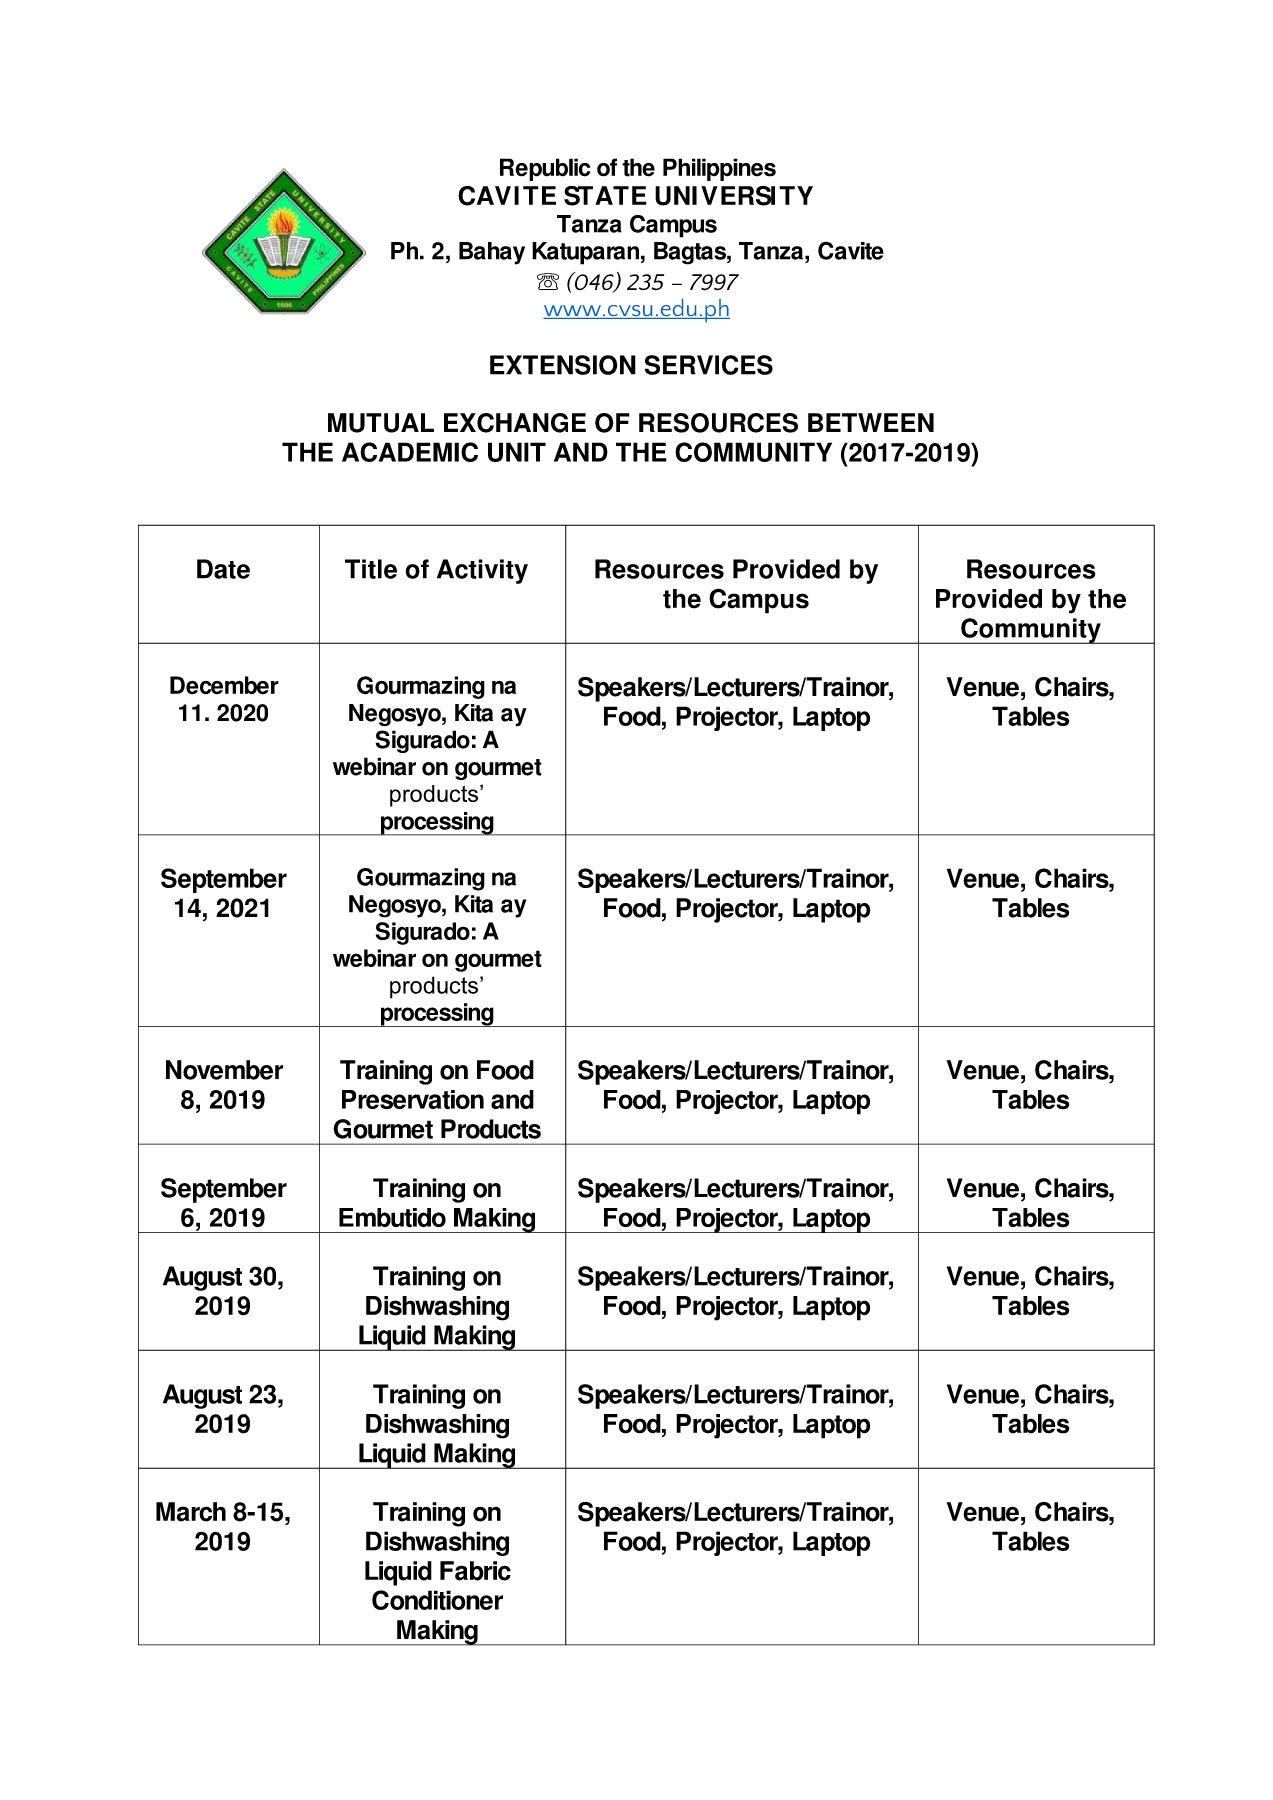 Republic of the Philippines
CAVITE STATE UNIVERSITY
Tanza Campus
Ph. 2, Bahay Katuparan, Bagtas, Tanza, Cavite
☏ (046) 235 – 7997
www.cvsu.edu.ph
CAVITE STATE UNIVERSITY
CAVITE
PHILIPPINES
1906
EXTENSION SERVICES
MUTUAL EXCHANGE OF RESOURCES BETWEEN
THE ACADEMIC UNIT AND THE COMMUNITY (2017-2019)
Date
Title of Activity
Resources Provided by
the Campus
Resources
Provided by the
Community
December
11. 2020
Gourmazing na
Negosyo, Kita ay
Sigurado: A
webinar on gourmet
products’
processing
Speakers/Lecturers/Trainor,
Food, Projector, Laptop
Venue, Chairs,
Tables
September
14, 2021
Gourmazing na
Negosyo, Kita ay
Sigurado: A
webinar on gourmet
products’
processing
Speakers/Lecturers/Trainor,
Food, Projector, Laptop
Venue, Chairs,
Tables
November
8, 2019
Training on Food
Preservation and
Gourmet Products
Speakers/Lecturers/Trainor,
Food, Projector, Laptop
Venue, Chairs,
Tables
September
6, 2019
Training on
Embutido Making
Speakers/Lecturers/Trainor,
Food, Projector, Laptop
Venue, Chairs,
Tables
August 30,
2019
Training on
Dishwashing
Liquid Making
Speakers/Lecturers/Trainor,
Food, Projector, Laptop
Venue, Chairs,
Tables
August 23,
2019
Training on
Dishwashing
Liquid Making
Speakers/Lecturers/Trainor,
Food, Projector, Laptop
Venue, Chairs,
Tables
March 8-15,
2019
Training on
Dishwashing
Liquid Fabric
Conditioner
Making
Speakers/Lecturers/Trainor,
Food, Projector, Laptop
Venue, Chairs,
Tables